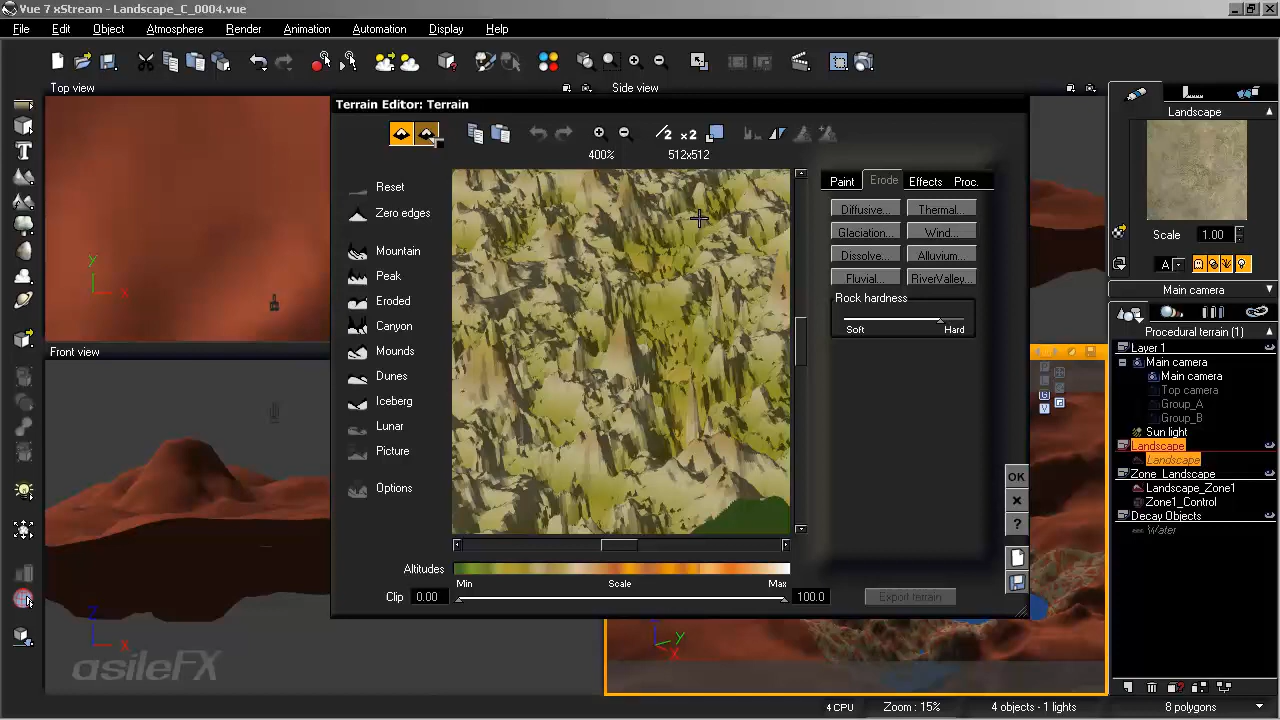 Vue 7 xStream - Landscape_C_0004.vue
File Edit Object Atmosphere Render Animation Automation Display Help
Top view
Side view
Terrain Editor: Terrain
400%
512x512
Reset
Zero edges
Mountain
Peak
Eroded
Canyon
Mounds
Dunes
Iceberg
Lunar
Picture
Options
Paint Erode Effects Proc.
Diffusive... Thermal...
Glaciation... Wind...
Dissolve... Alluvium...
Fluvial... RiverValley...
Rock hardness
Soft Hard
OK
?
Altitudes
Min Scale Max
Clip 0.00 100.0
Export terrain
Front view
y
x
z
x
y
x
asileFX
Landscape
Scale 1.00
A
Main camera
Procedural terrain (1)
Layer 1
Main camera
Main camera
Top camera
Group_A
Group_B
Sun light
Landscape
Landscape
Zone_Landscape
Landscape_Zone1
Zone1_Control
Decay Objects
Water
4 CPU Zoom : 15% 4 objects - 1 lights 8 polygons